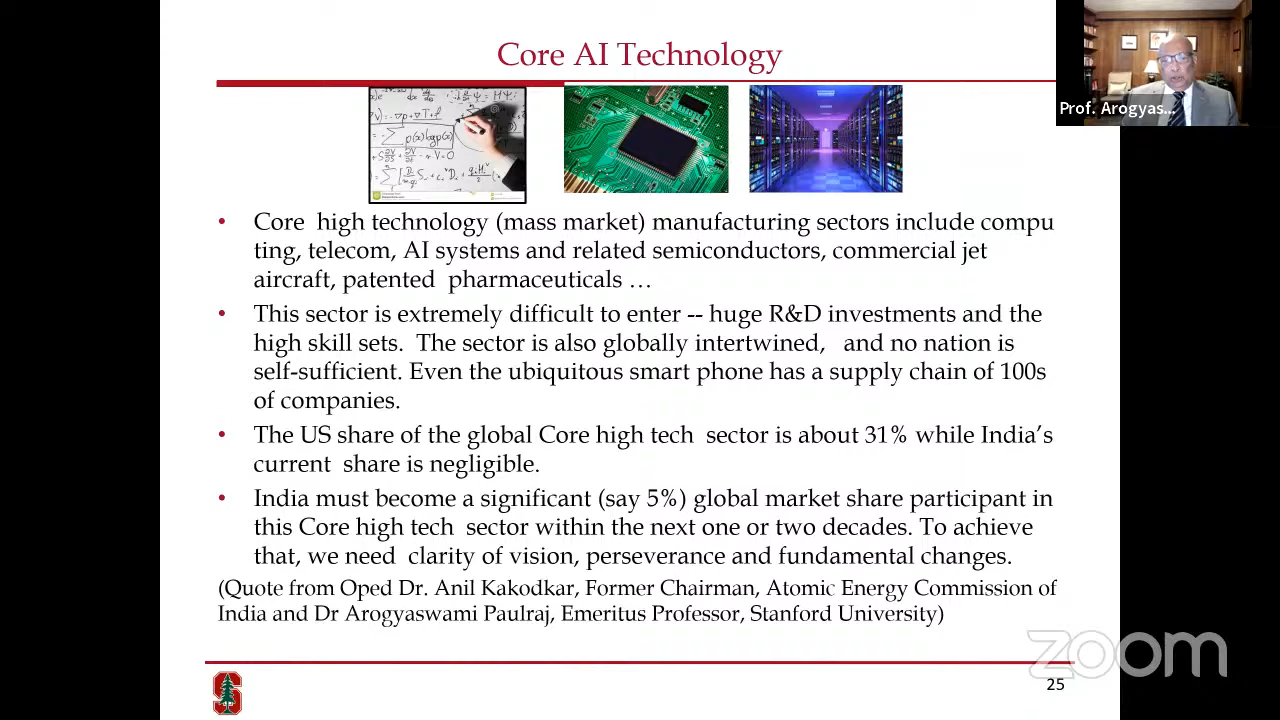 Core AI Technology
Prof. Arogyas...
• Core high technology (mass market) manufacturing sectors include compu
ting, telecom, AI systems and related semiconductors, commercial jet
aircraft, patented pharmaceuticals …
• This sector is extremely difficult to enter -- huge R&D investments and the
high skill sets. The sector is also globally intertwined, and no nation is
self-sufficient. Even the ubiquitous smart phone has a supply chain of 100s
of companies.
• The US share of the global Core high tech sector is about 31% while India's
current share is negligible.
• India must become a significant (say 5%) global market share participant in
this Core high tech sector within the next one or two decades. To achieve
that, we need clarity of vision, perseverance and fundamental changes.
(Quote from Oped Dr. Anil Kakodkar, Former Chairman, Atomic Energy Commission of
India and Dr Arogyaswami Paulraj, Emeritus Professor, Stanford University)
zoom
25